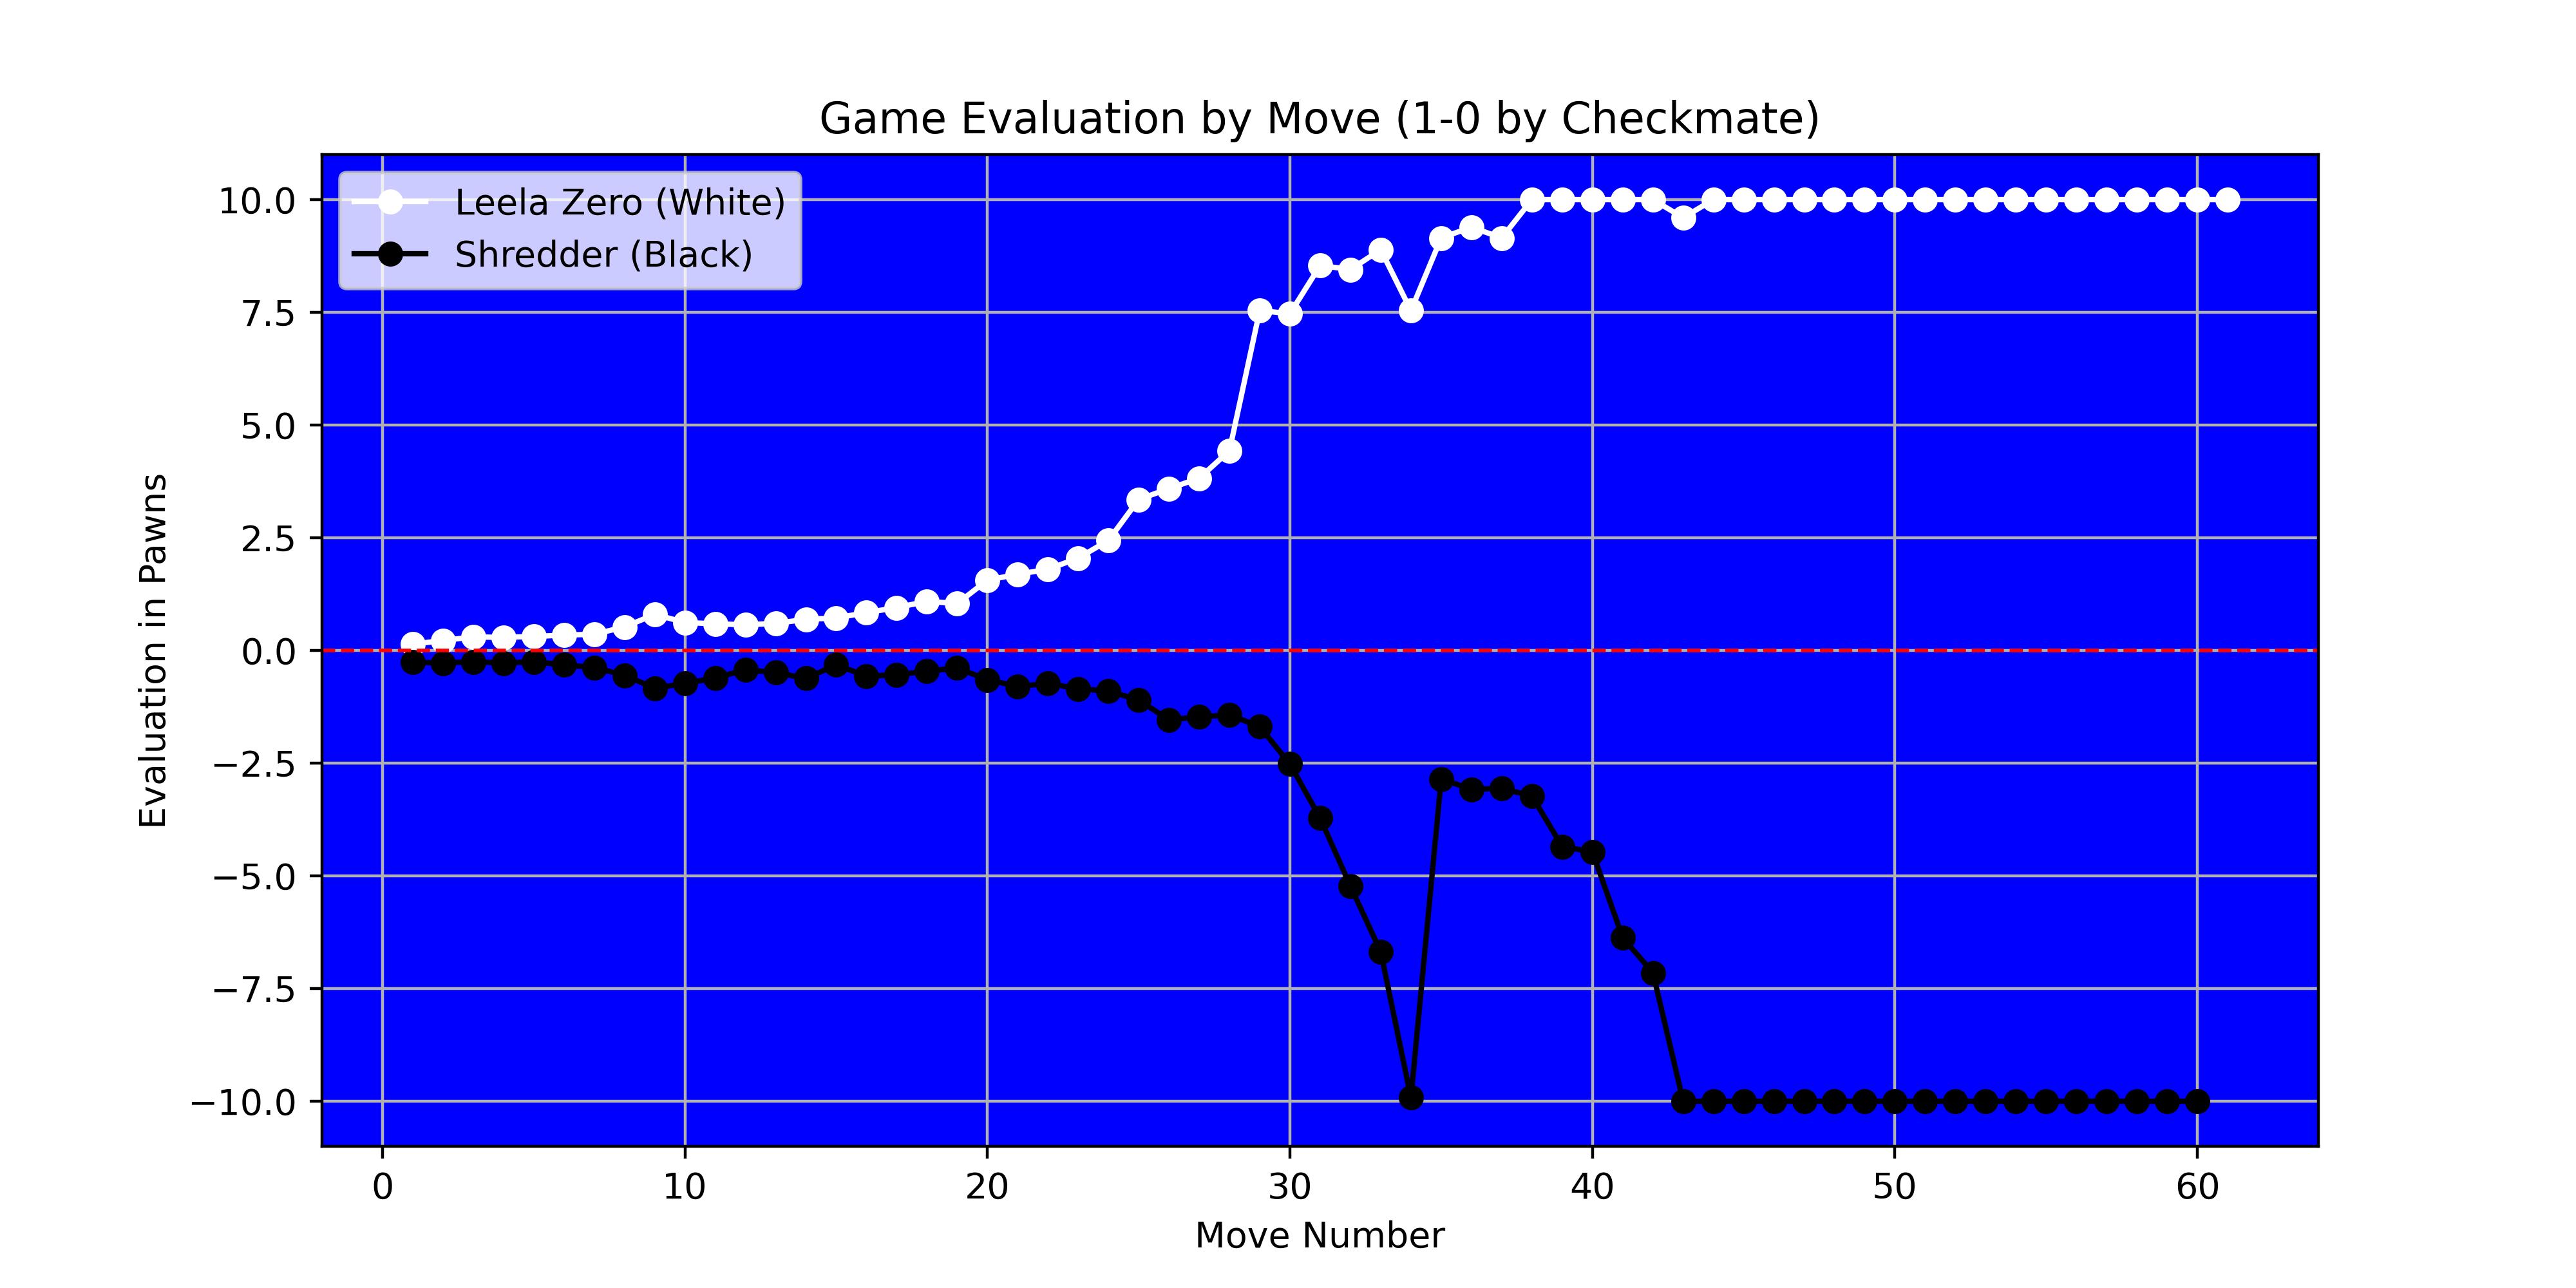 Game Evaluation by Move (1-0 by Checkmate)
Leela Zero (White)
Shredder (Black)
10.0
7.5
5.0
2.5
0.0
−2.5
−5.0
−7.5
−10.0
Evaluation in Pawns
0 10 20 30 40 50 60
Move Number